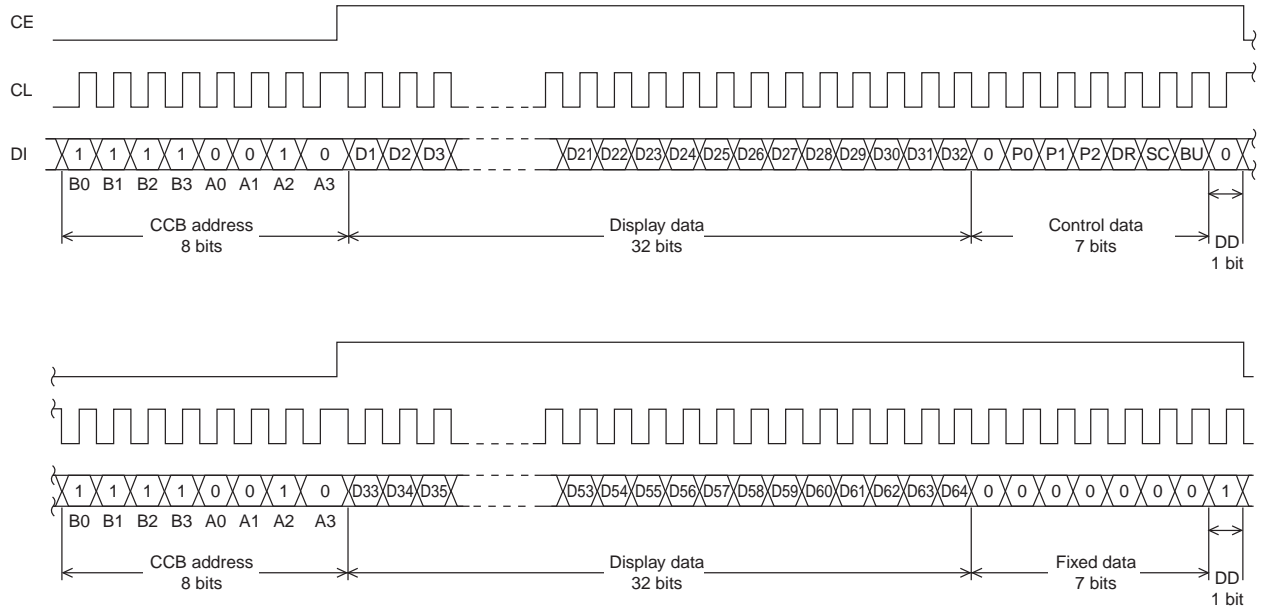 CE
CL
DI 1 1 1 1 0 0 1 0 D1 D2 D3 D21 D22 D23 D24 D25 D26 D27 D28 D29 D30 D31 D32 0 P0 P1 P2 DR SC BU 0
B0 B1 B2 B3 A0 A1 A2 A3
CCB address Display data Control data DD
8 bits 32 bits 7 bits 1 bit
1 1 1 1 0 0 1 0 D33 D34 D35 D53 D54 D55 D56 D57 D58 D59 D60 D61 D62 D63 D64 0 0 0 0 0 0 0 1
B0 B1 B2 B3 A0 A1 A2 A3
CCB address Display data Fixed data DD
8 bits 32 bits 7 bits 1 bit